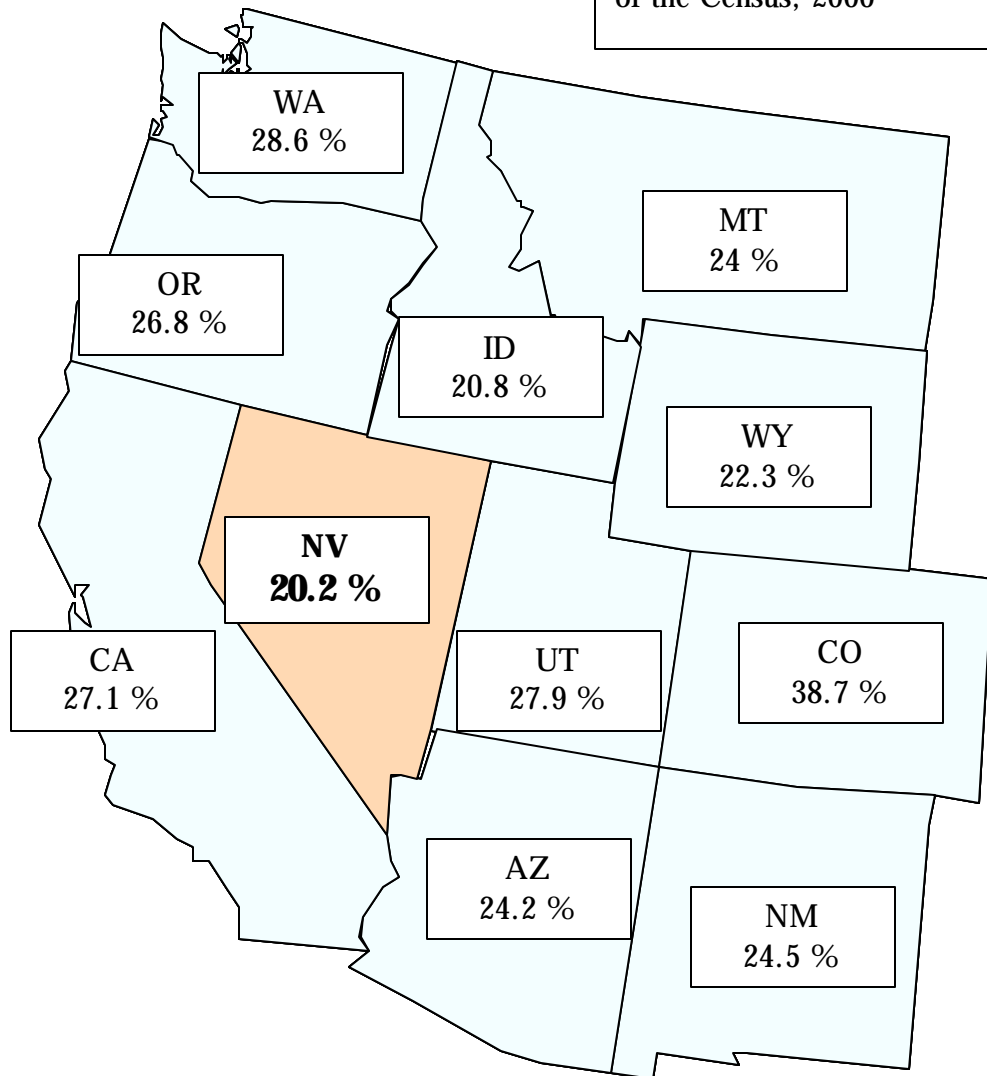 of the Census, 2000
WA
28.6 %
MT
24 %
OR
26.8 %
ID
20.8 %
WY
22.3 %
NV
20.2 %
CA
27.1 %
UT
27.9 %
CO
38.7 %
AZ
24.2 %
NM
24.5 %